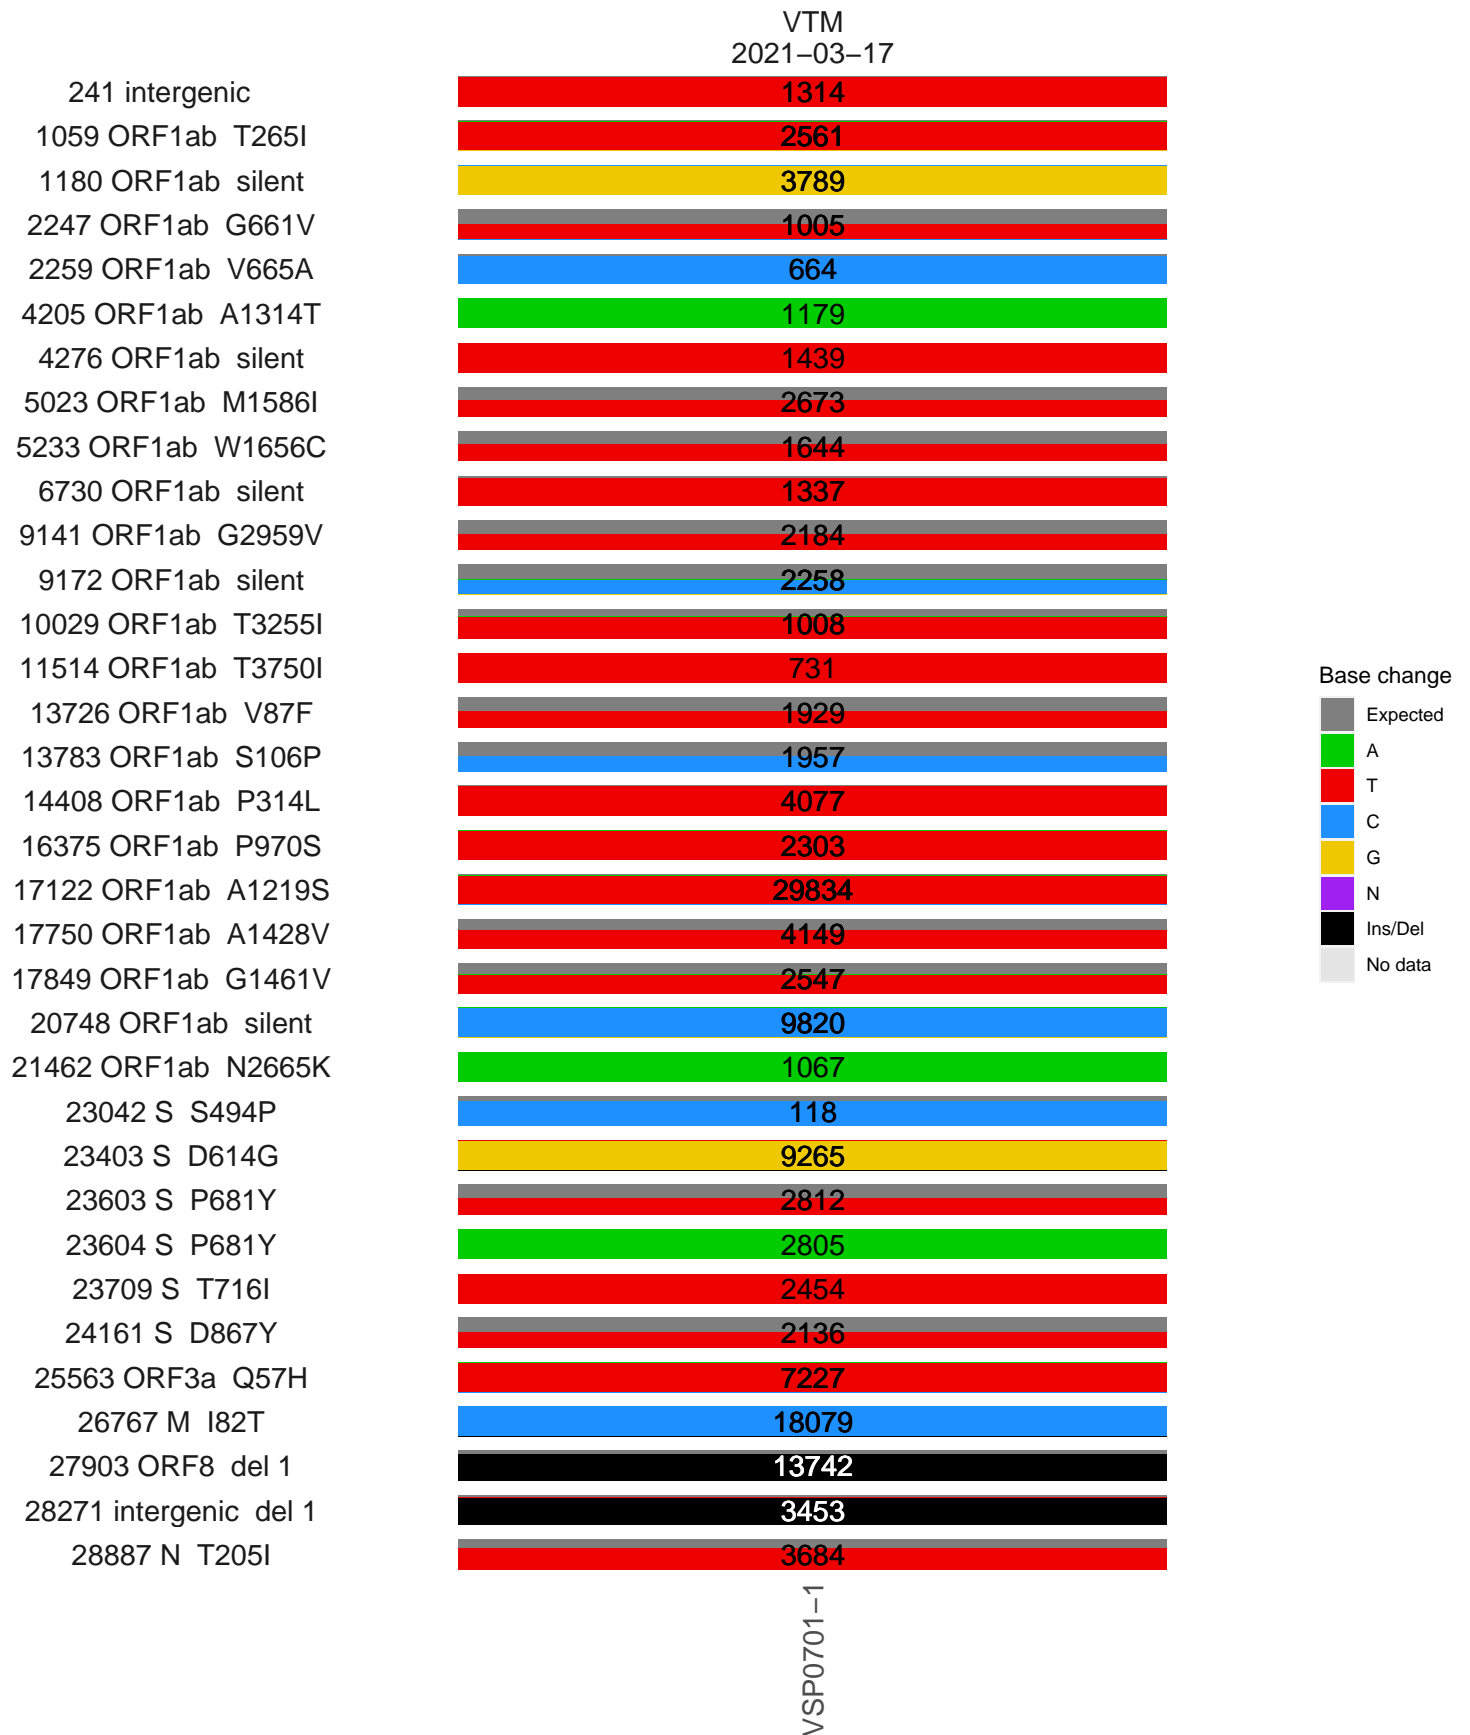 VTM
2021−03−17
241 intergenic 1314
1059 ORF1ab T265I 2561
1180 ORF1ab silent 3789
2247 ORF1ab G661V 1005
2259 ORF1ab V665A 664
4205 ORF1ab A1314T 1179
4276 ORF1ab silent 1439
5023 ORF1ab M1586I 2673
5233 ORF1ab W1656C 1644
6730 ORF1ab silent 1337
9141 ORF1ab G2959V 2184
9172 ORF1ab silent 2258
10029 ORF1ab T3255I 1008
11514 ORF1ab T3750I 731
13726 ORF1ab V87F 1929
13783 ORF1ab S106P 1957
14408 ORF1ab P314L 4077
16375 ORF1ab P970S 2303
17122 ORF1ab A1219S 29834
17750 ORF1ab A1428V 4149
17849 ORF1ab G1461V 2547
20748 ORF1ab silent 9820
21462 ORF1ab N2665K 1067
23042 S S494P 118
23403 S D614G 9265
23603 S P681Y 2812
23604 S P681Y 2805
23709 S T716I 2454
24161 S D867Y 2136
25563 ORF3a Q57H 7227
26767 M I82T 18079
27903 ORF8 del 1 13742
28271 intergenic del 1 3453
28887 N T205I 3684
VSP0701−1
Base change
Expected
A
T
C
G
N
Ins/Del
No data